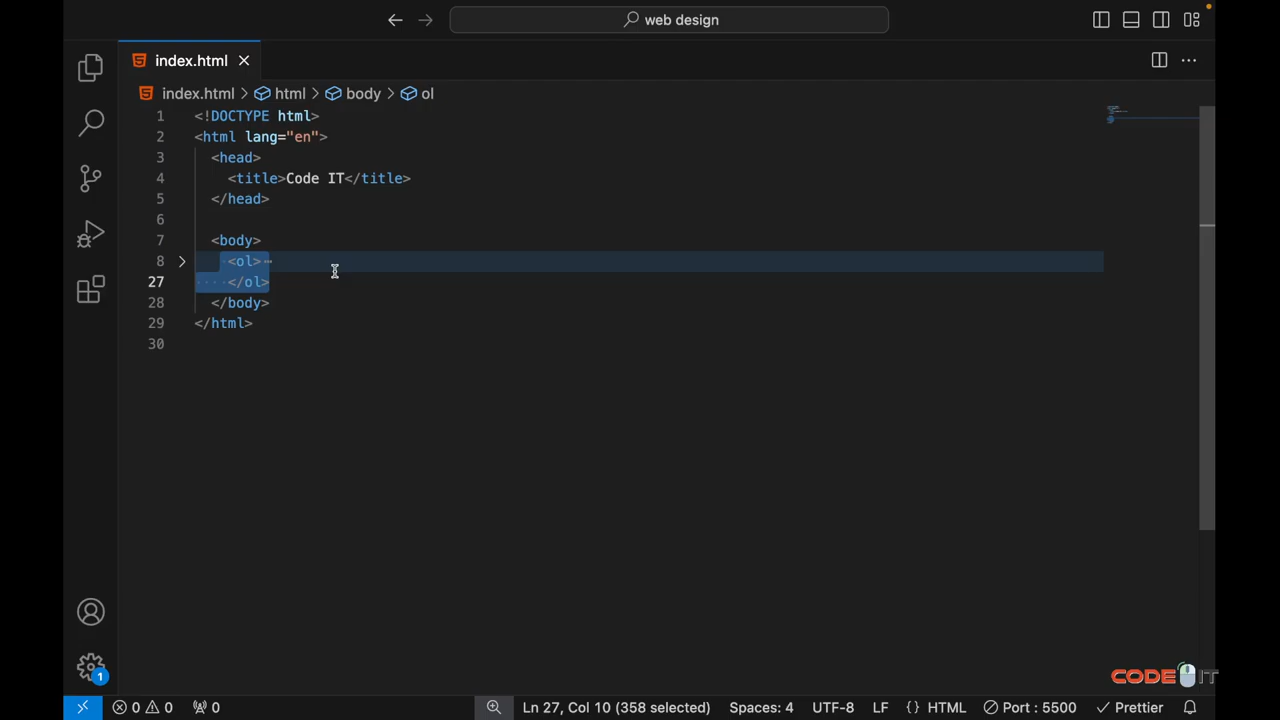 web design
index.html
index.html > html > body > ol
1 <!DOCTYPE html>
2 <html lang="en">
3 <head>
4 <title>Code IT</title>
5 </head>
6
7 <body>
8 <ol> ⋯
27 </ol>
28 </body>
29 </html>
30
CODE IT
1
0 0 0 Ln 27, Col 10 (358 selected) Spaces: 4 UTF-8 LF {} HTML Port : 5500 Prettier